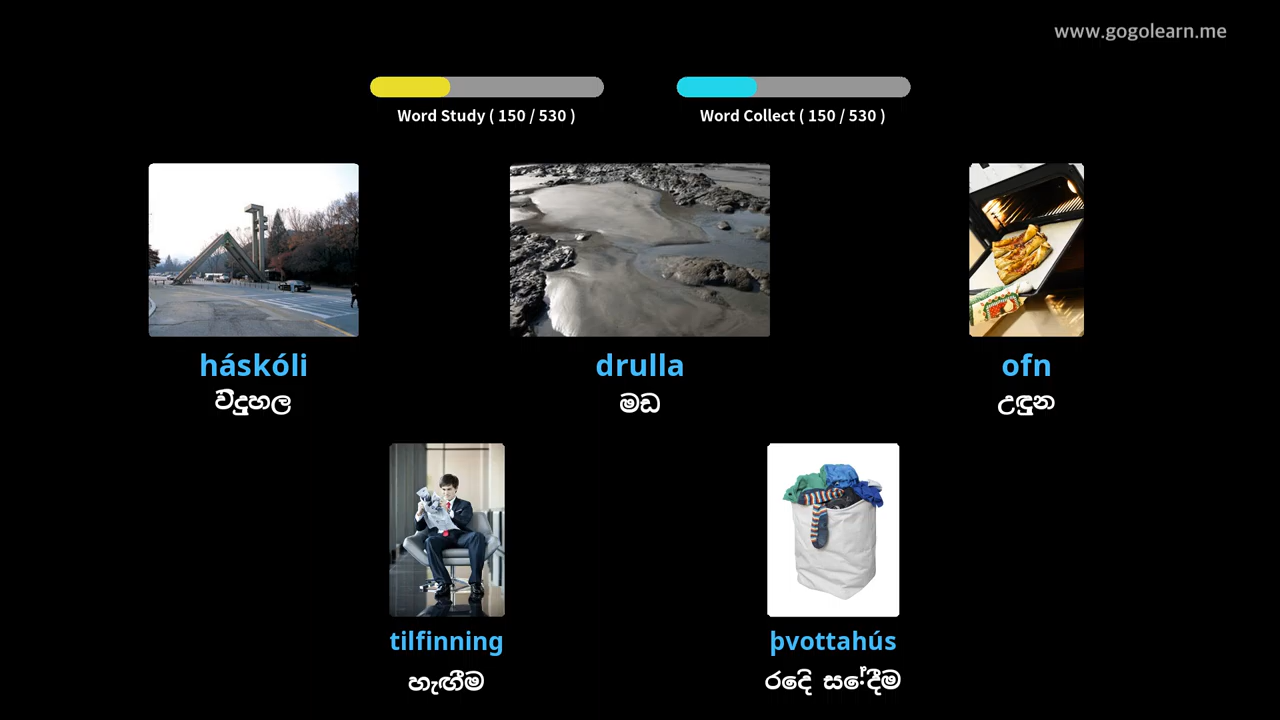 www.gogolearn.me
Word Study ( 150 / 530 )
Word Collect ( 150 / 530 )
háskóli
විදුහල
drulla
මඩ
ofn
උඳුන
tilfinning
හැඟීම
þvottahús
රෙදි සේදීම